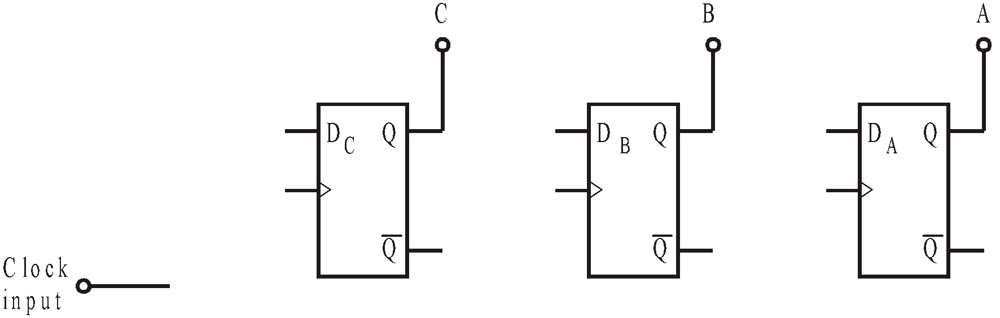 C B A
D C Q D B Q D A Q
Q̅ Q̅ Q̅
Clock
input